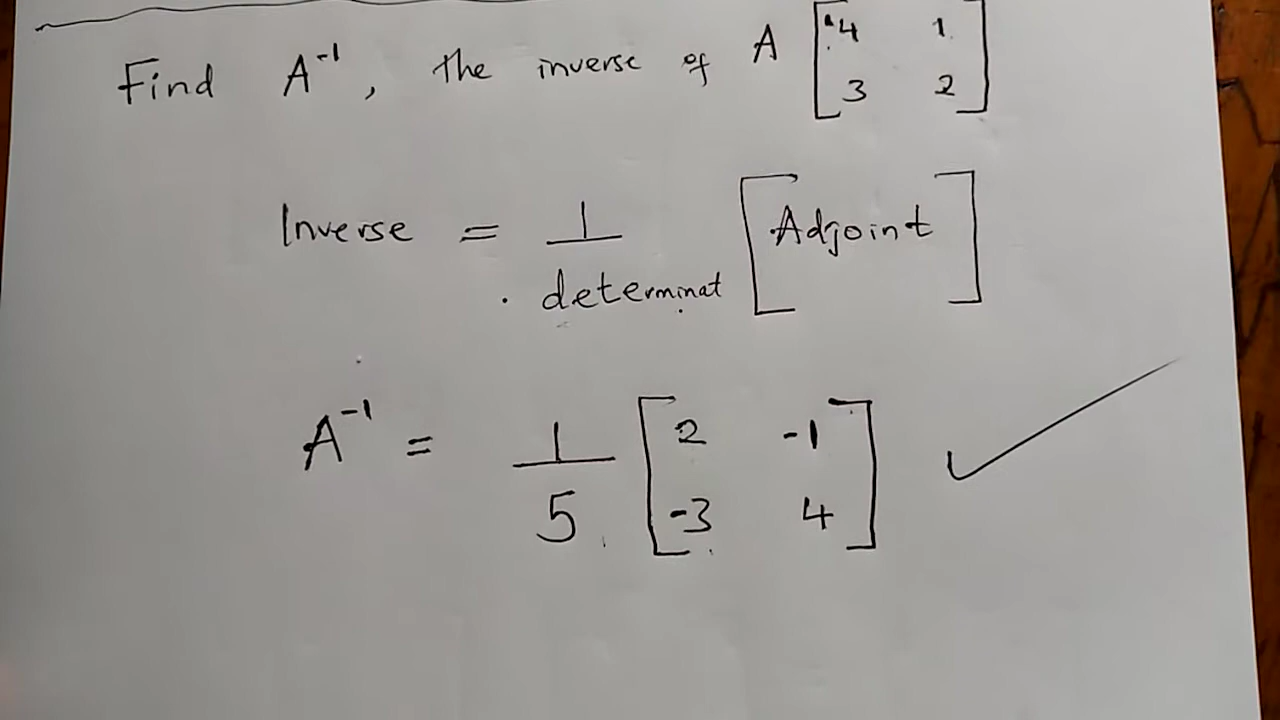 Find A⁻¹, the inverse of A [4 1
3 2]
Inverse = 1 [Adjoint]
determinat
A⁻¹ = 1 [2 -1
5 -3 4]